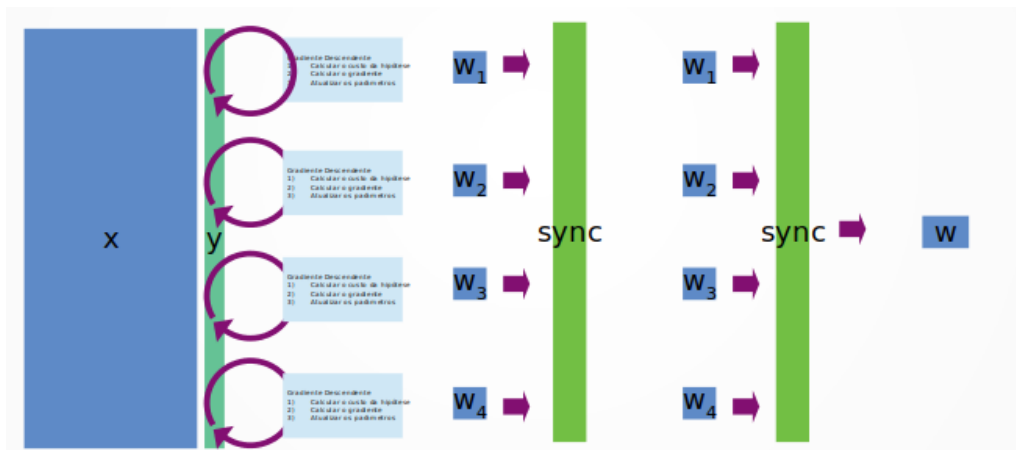 x
y
Gradiente Descendente
1) Calcular o custo da hipótese
2) Calcular o gradiente
3) Atualizar os parâmetros
Gradiente Descendente
1) Calcular o custo da hipótese
2) Calcular o gradiente
3) Atualizar os parâmetros
Gradiente Descendente
1) Calcular o custo da hipótese
2) Calcular o gradiente
3) Atualizar os parâmetros
Gradiente Descendente
1) Calcular o custo da hipótese
2) Calcular o gradiente
3) Atualizar os parâmetros
w1
w2
w3
w4
sync
w1
w2
w3
w4
sync
w